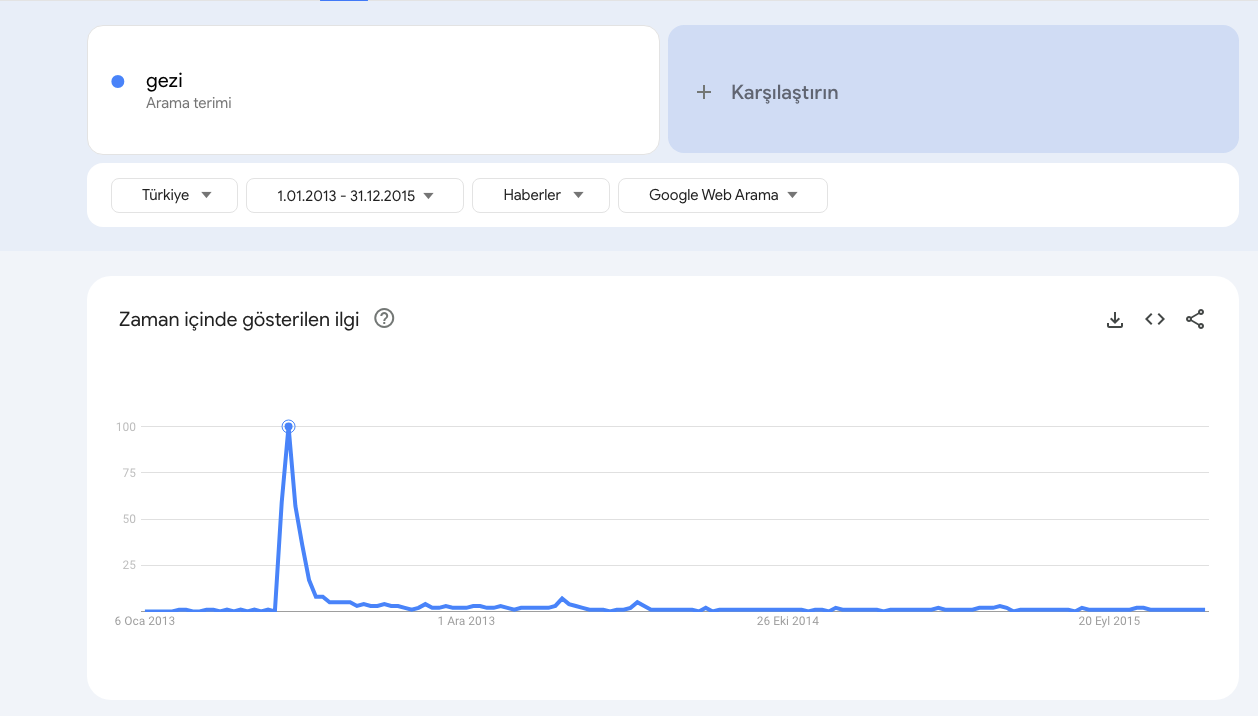 gezi
Arama terimi
Karşılaştırın
Türkiye
1.01.2013 - 31.12.2015
Haberler
Google Web Arama
Zaman içinde gösterilen ilgi
100
75
50
25
6 Oca 2013
1 Ara 2013
26 Eki 2014
20 Eyl 2015